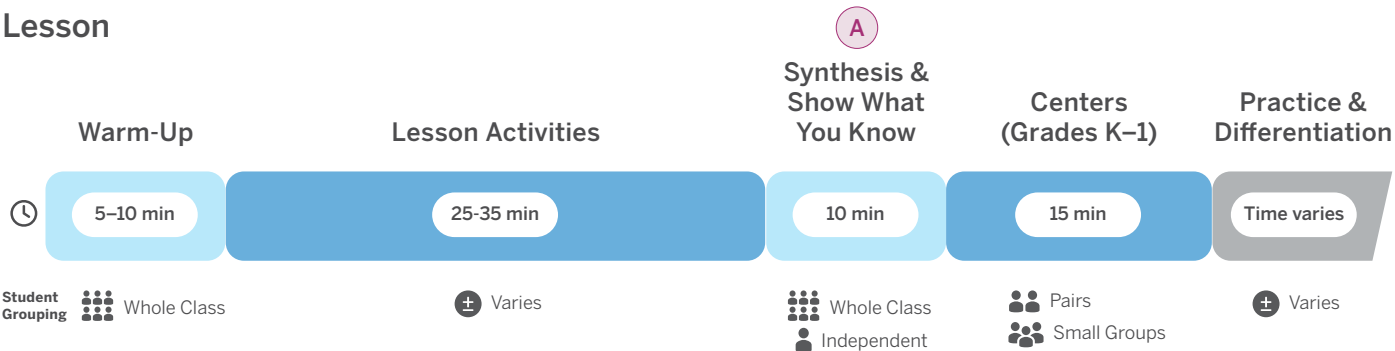 Lesson
A
Warm-Up
Lesson Activities
Synthesis &
Show What
You Know
Centers
(Grades K–1)
Practice &
Differentiation
5–10 min
25-35 min
10 min
15 min
Time varies
Student
Grouping
Whole Class
± Varies
Whole Class
Independent
Pairs
Small Groups
± Varies